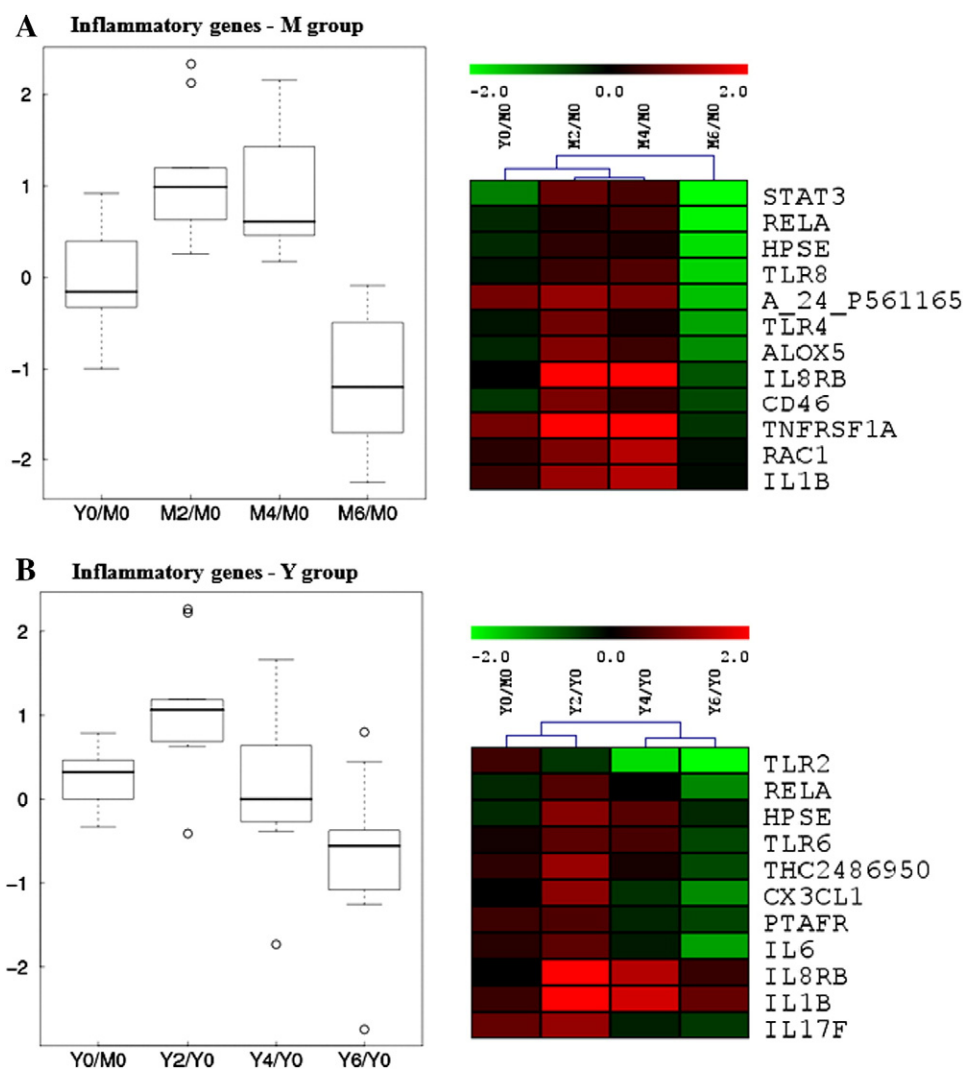 A
Inflammatory genes - M group
2
1
0
-1
-2
Y0/M0 M2/M0 M4/M0 M6/M0
-2.0 0.0 2.0
Y0/M0
M2/M0
M4/M0
M6/M0
STAT3
RELA
HPSE
TLR8
A_24_P561165
TLR4
ALOX5
IL8RB
CD46
TNFRSF1A
RAC1
IL1B
B
Inflammatory genes - Y group
2
1
0
-1
-2
Y0/M0 Y2/Y0 Y4/Y0 Y6/Y0
-2.0 0.0 2.0
Y0/M0
Y2/Y0
Y4/Y0
Y6/Y0
TLR2
RELA
HPSE
TLR6
THC2486950
CX3CL1
PTAFR
IL6
IL8RB
IL1B
IL17F